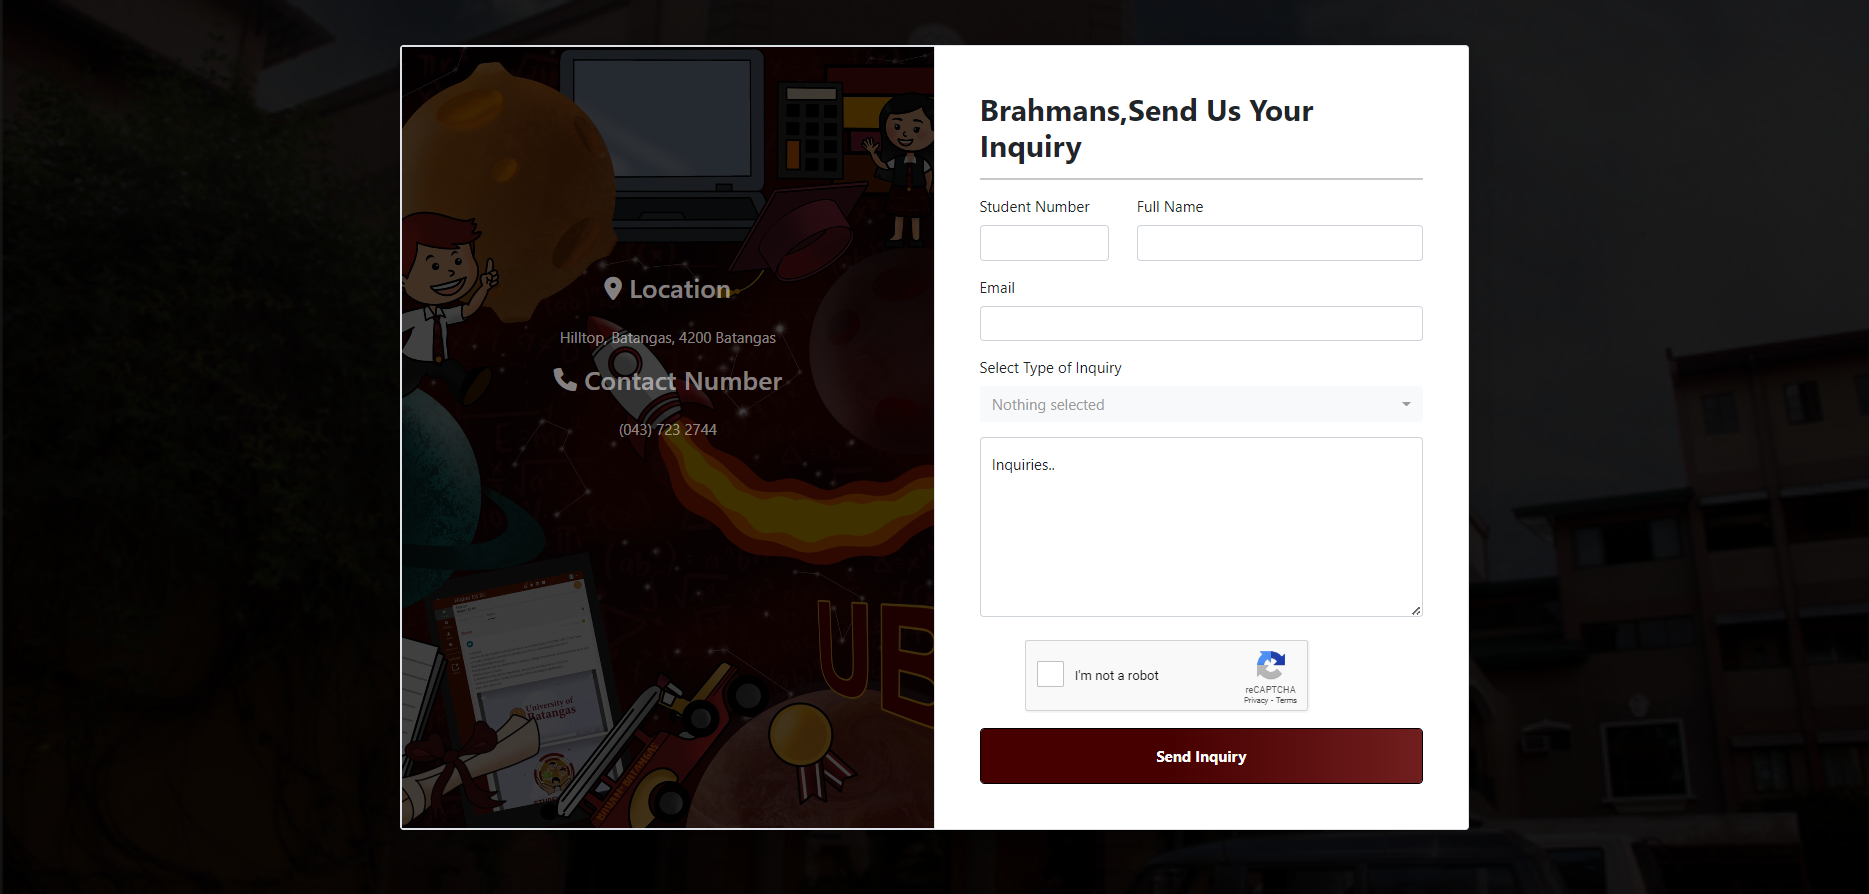 Location
Hilltop, Batangas, 4200 Batangas
Contact Number
(043) 723 2744
University of
Batangas
UB
Brahmans,Send Us Your
Inquiry
Student Number
Full Name
Email
Select Type of Inquiry
Nothing selected
Inquiries..
I'm not a robot
reCAPTCHA
Privacy - Terms
Send Inquiry